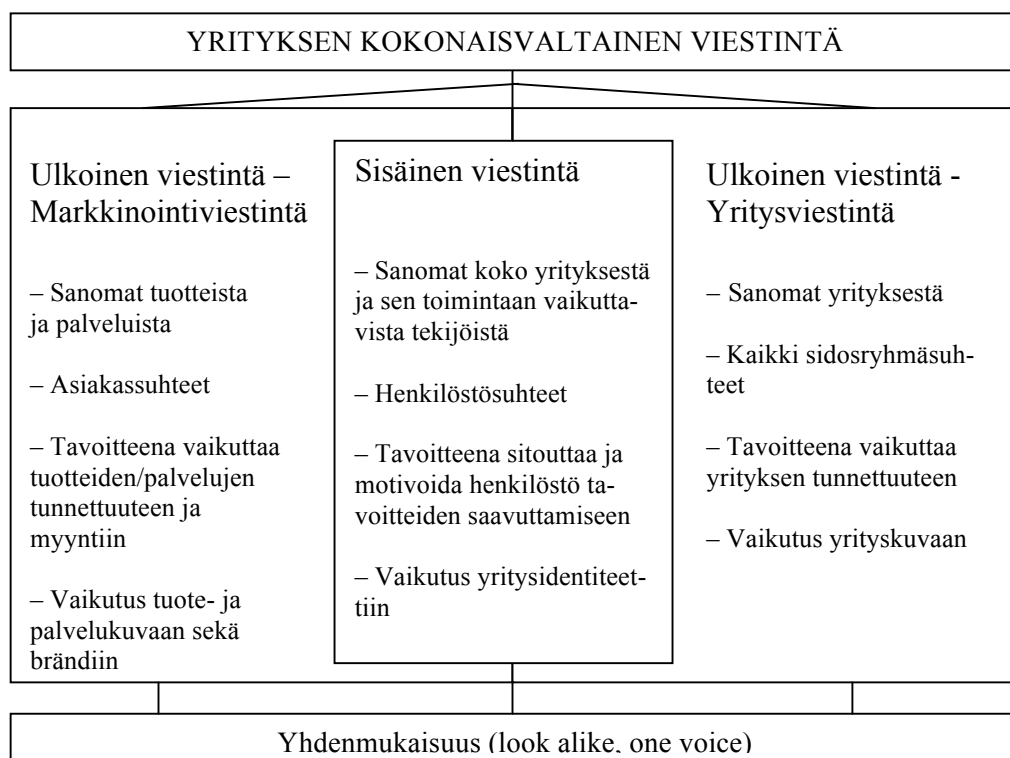 YRITYKSEN KOKONAISVALTAINEN VIESTINTÄ
Ulkoinen viestintä –
Markkinointiviestintä
– Sanomat tuotteista
ja palveluista
– Asiakassuhteet
– Tavoitteena vaikuttaa
tuotteiden/palvelujen
tunnettuuteen ja
myyntiin
– Vaikutus tuote- ja
palvelukuvaan sekä
brändiin
Sisäinen viestintä
– Sanomat koko yrityksestä
ja sen toimintaan vaikutta-
vista tekijöistä
– Henkilöstösuhteet
– Tavoitteena sitouttaa ja
motivoida henkilöstö ta-
voitteiden saavuttamiseen
– Vaikutus yritysidentiteet-
tiin
Ulkoinen viestintä -
Yritysviestintä
– Sanomat yrityksestä
– Kaikki sidosryhmäsuh-
teet
– Tavoitteena vaikuttaa
yrityksen tunnettuuteen
– Vaikutus yrityskuvaan
Yhdenmukaisuus (look alike, one voice)